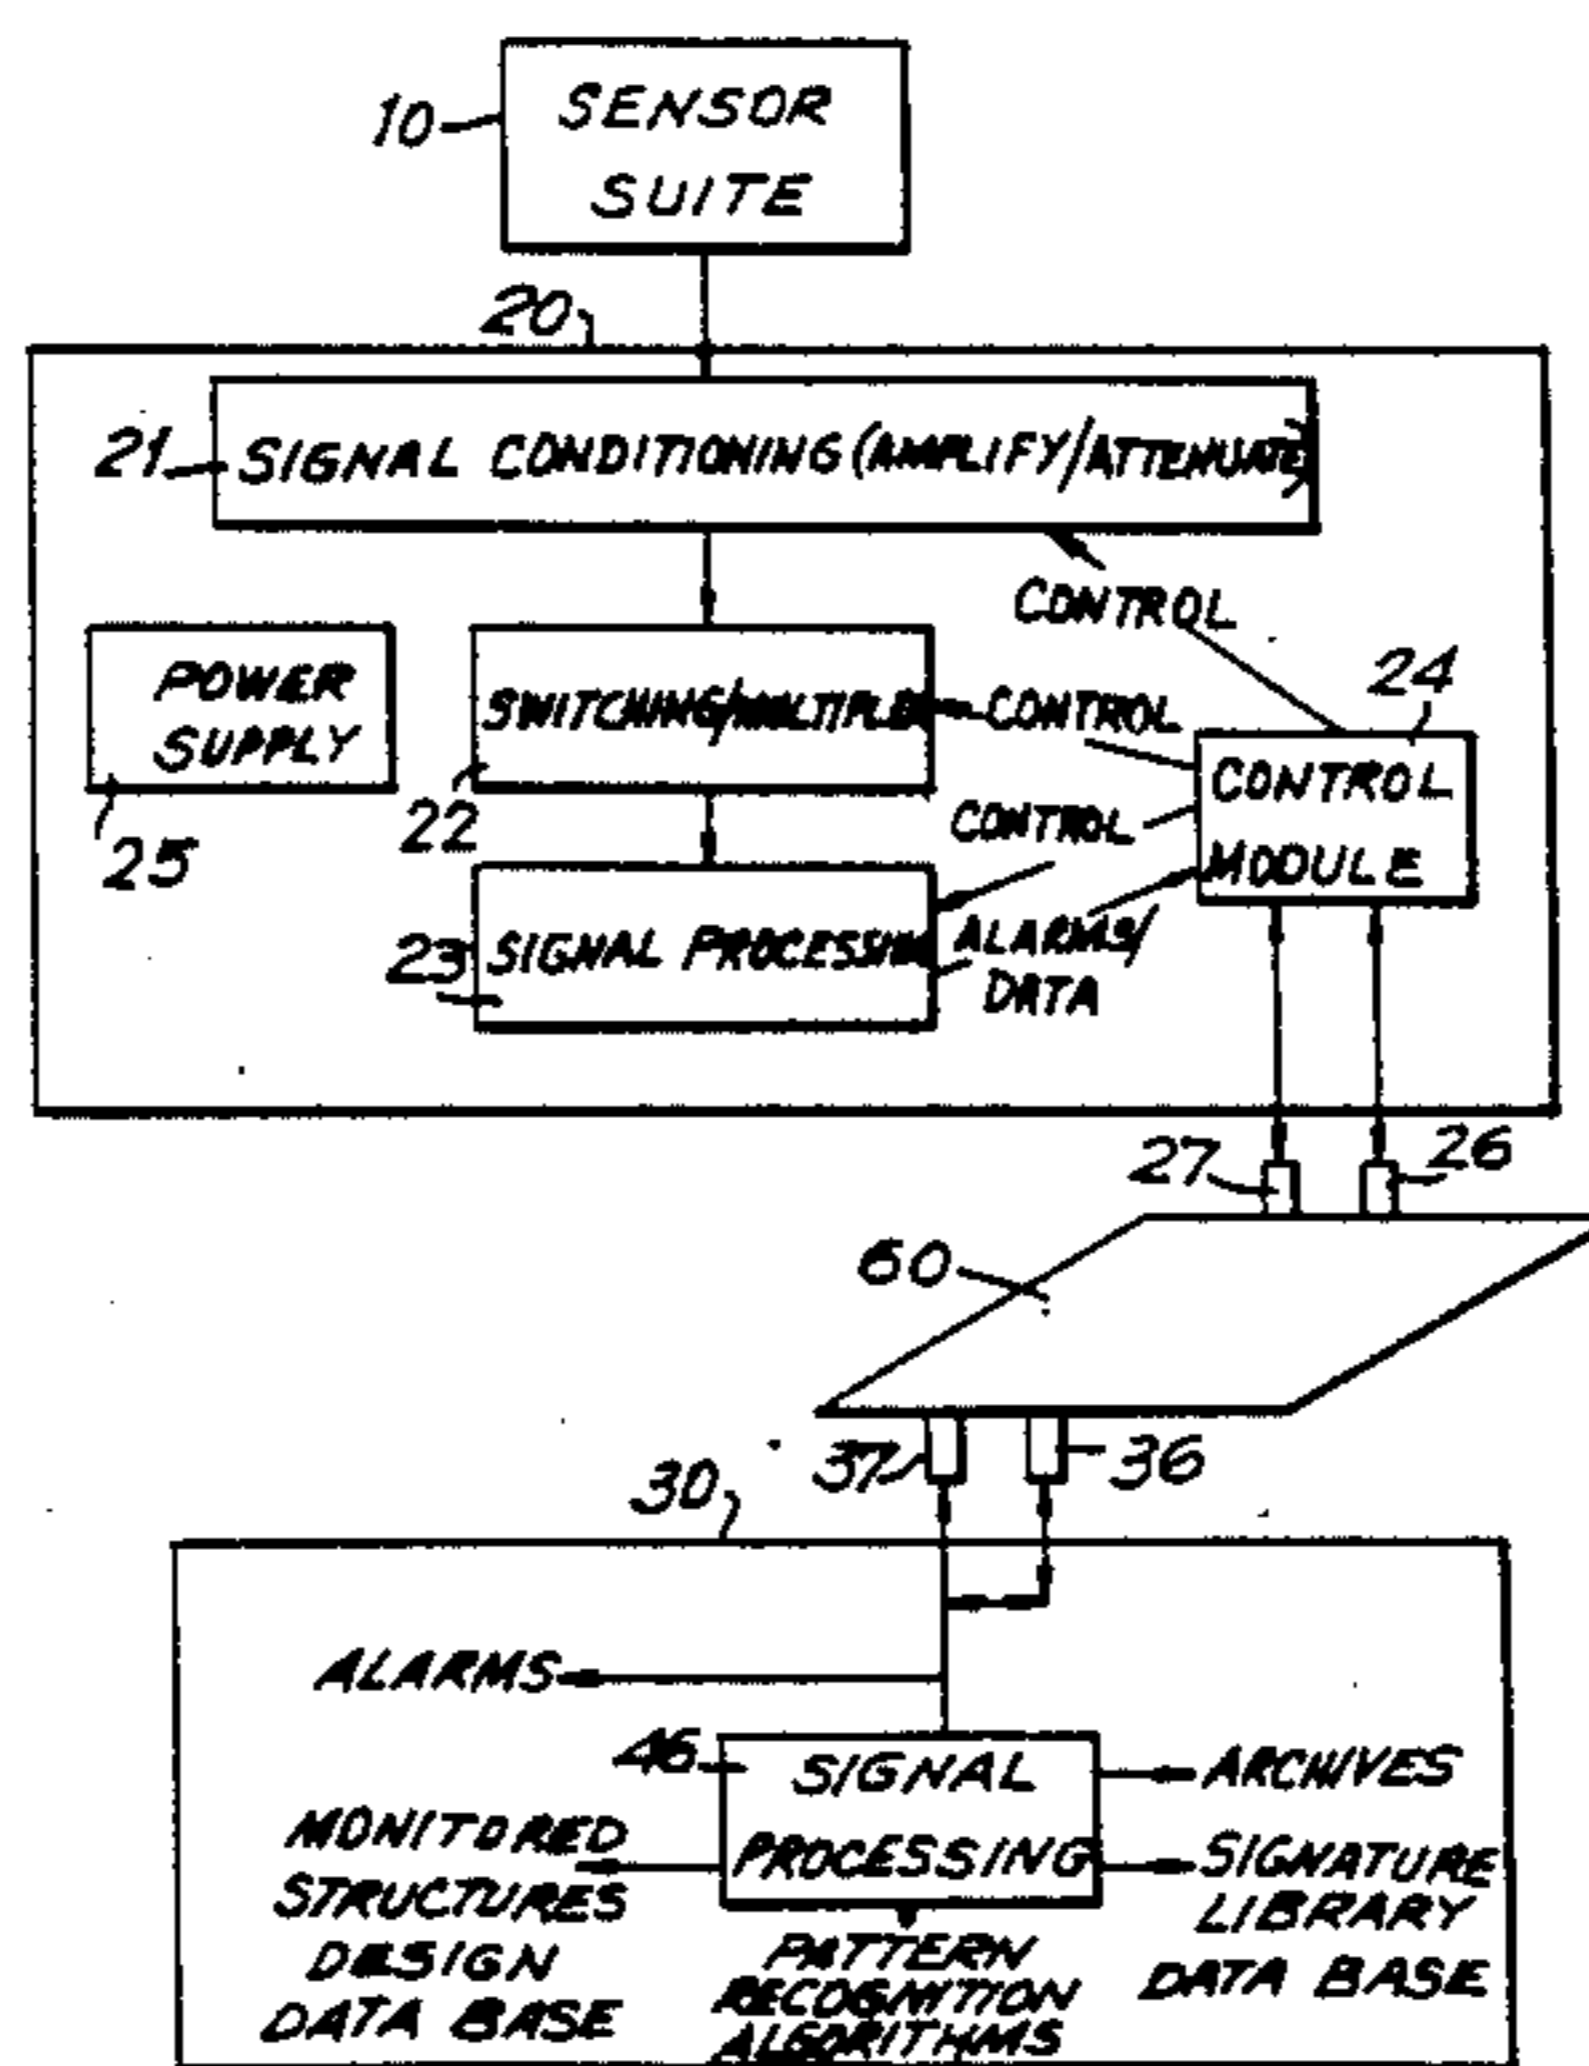 10
SENSOR
SUITE
20
21
SIGNAL CONDITIONING (AMPLIFY/ATTENUATE)
CONTROL
POWER
SUPPLY
25
SWITCHING/MULTIPLEX
22
CONTROL
24
CONTROL
MODULE
CONTROL
23
SIGNAL PROCESSING
ALARMS/
DATA
27
26
60
37
36
30
ALARMS
46
SIGNAL
PROCESSING
ARCHIVES
MONITORED
STRUCTURES
DESIGN
DATA BASE
SIGNATURE
LIBRARY
DATA BASE
PATTERN
RECOGNITION
ALGORITHMS